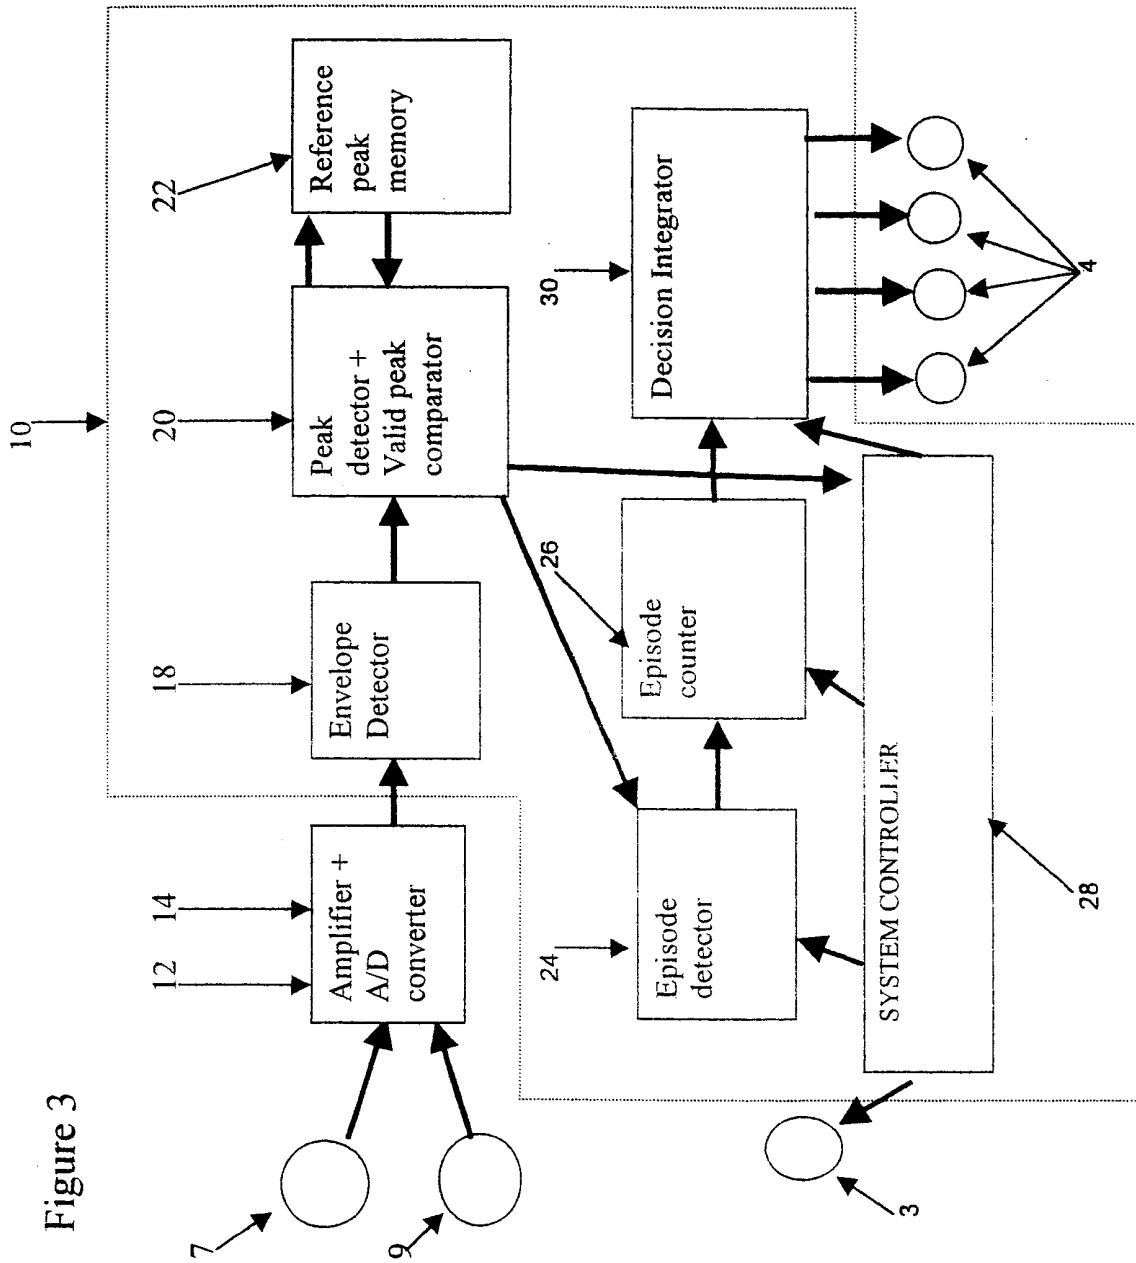 Figure 3
10
12
14
18
20
22
7
9
Amplifier +
A/D
converter
Envelope
Detector
Peak
detector +
Valid peak
comparator
Reference
peak
memory
24
26
30
Episode
detector
Episode
counter
Decision Integrator
SYSTEM CONTROLLER
3
28
4